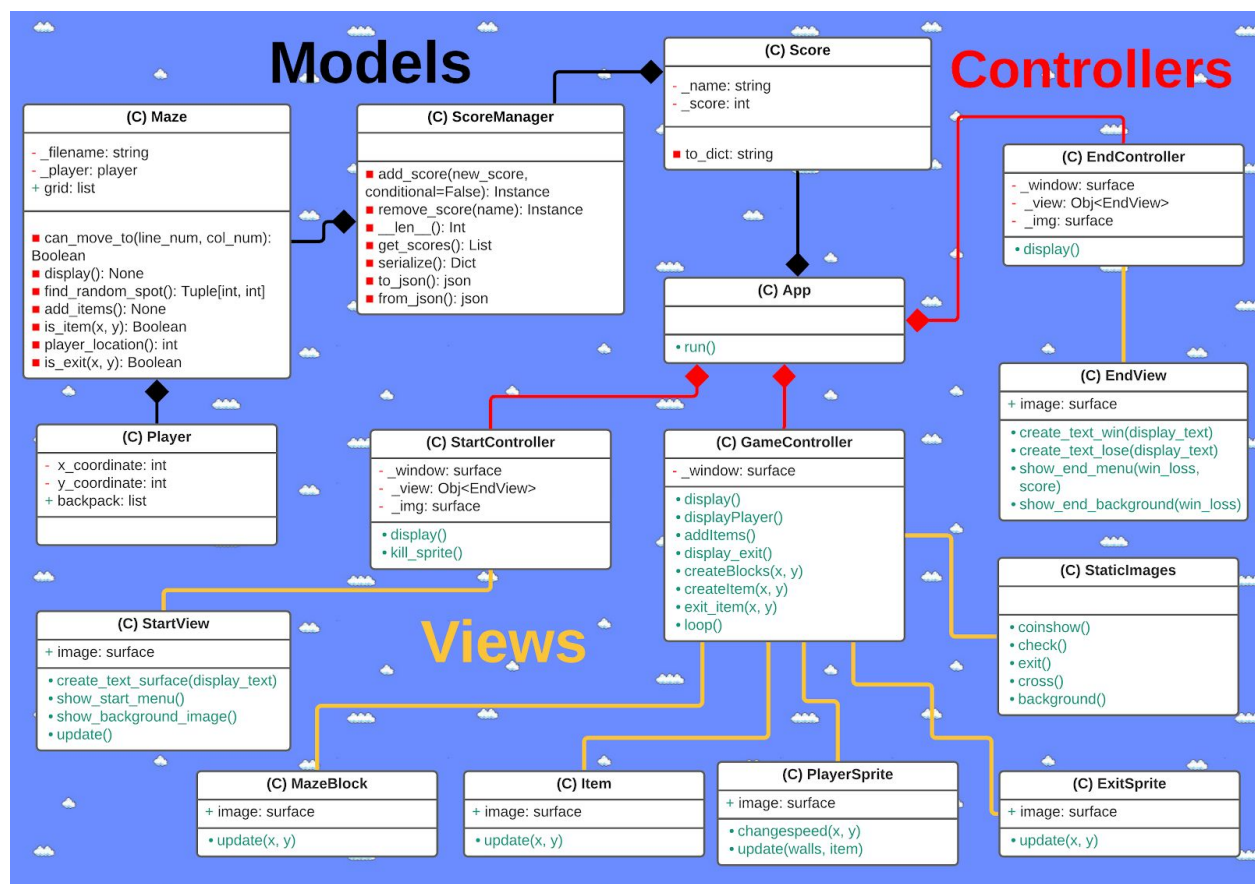 Models
Controllers
(C) Score
- _name: string
- _score: int
■ to_dict: string
(C) Maze
- _filename: string
- _player: player
+ grid: list
■ can_move_to(line_num, col_num):
Boolean
■ display(): None
■ find_random_spot(): Tuple[int, int]
■ add_items(): None
■ is_item(x, y): Boolean
■ player_location(): int
■ is_exit(x, y): Boolean
(C) ScoreManager
■ add_score(new_score,
conditional=False): Instance
■ remove_score(name): Instance
■ __len__(): Int
■ get_scores(): List
■ serialize(): Dict
■ to_json(): json
■ from_json(): json
(C) EndController
- _window: surface
- _view: Obj<EndView>
- _img: surface
• display()
(C) App
• run()
(C) EndView
+ image: surface
• create_text_win(display_text)
• create_text_lose(display_text)
• show_end_menu(win_loss,
score)
• show_end_background(win_loss)
(C) Player
- x_coordinate: int
- y_coordinate: int
+ backpack: list
(C) StartController
- _window: surface
- _view: Obj<EndView>
- _img: surface
• display()
• kill_sprite()
(C) GameController
- _window: surface
• display()
• displayPlayer()
• addItems()
• display_exit()
• createBlocks(x, y)
• createItem(x, y)
• exit_item(x, y)
• loop()
(C) StaticImages
• coinshow()
• check()
• exit()
• cross()
• background()
Views
(C) StartView
+ image: surface
• create_text_surface(display_text)
• show_start_menu()
• show_background_image()
• update()
(C) MazeBlock
+ image: surface
• update(x, y)
(C) Item
+ image: surface
• update(x, y)
(C) PlayerSprite
+ image: surface
• changespeed(x, y)
• update(walls, item)
(C) ExitSprite
+ image: surface
• update(x, y)